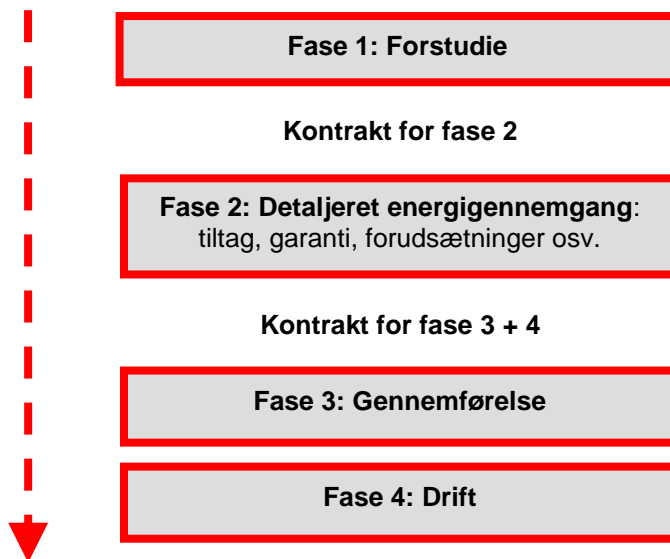 Fase 1: Forstudie
Kontrakt for fase 2
Fase 2: Detaljeret energigennemgang:
tiltag, garanti, forudsætninger osv.
Kontrakt for fase 3 + 4
Fase 3: Gennemførelse
Fase 4: Drift